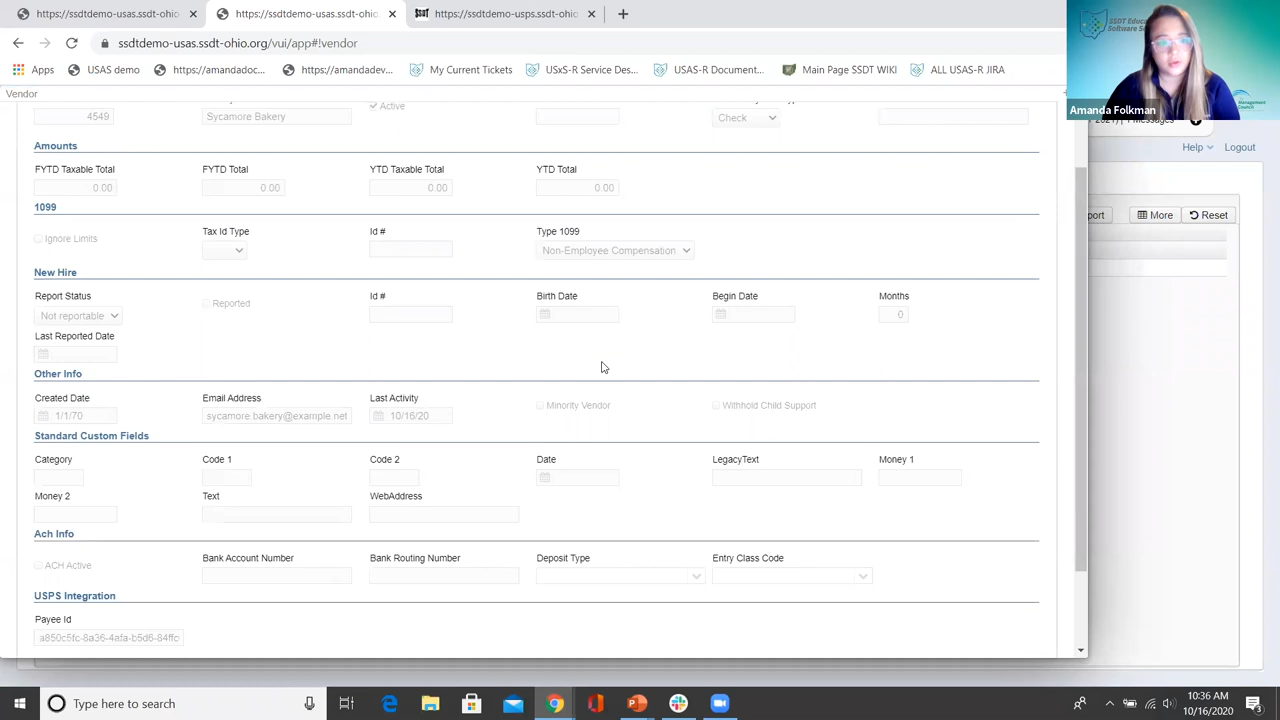 https://ssdtdemo-usas.ssdt-ohio.
https://ssdtdemo-usas.ssdt-ohio.
https://ssdtdemo-usps.ssdt-ohio
ssdtdemo-usas.ssdt-ohio.org/vui/app#!vendor
Apps
USAS demo
https://amandadoc...
https://amandadev...
My Current Tickets
USxS-R Service Des...
USAS-R Document...
Main Page SSDT WIKI
ALL USAS-R JIRA
Amanda Folkman
Vendor
Help
Logout
4549
Sycamore Bakery
Active
Check
Amounts
FYTD Taxable Total
FYTD Total
YTD Taxable Total
YTD Total
0.00
0.00
0.00
0.00
port
More
Reset
1099
Ignore Limits
Tax Id Type
Id #
Type 1099
Non-Employee Compensation
New Hire
Report Status
Reported
Id #
Birth Date
Begin Date
Months
Not reportable
0
Last Reported Date
Other Info
Created Date
Email Address
Last Activity
Minority Vendor
Withhold Child Support
1/1/70
sycamore.bakery@example.net
10/16/20
Standard Custom Fields
Category
Code 1
Code 2
Date
LegacyText
Money 1
Money 2
Text
WebAddress
Ach Info
ACH Active
Bank Account Number
Bank Routing Number
Deposit Type
Entry Class Code
USPS Integration
Payee Id
a850c5fc-8a36-4afa-b5d6-84ffc
Type here to search
10:36 AM
10/16/2020